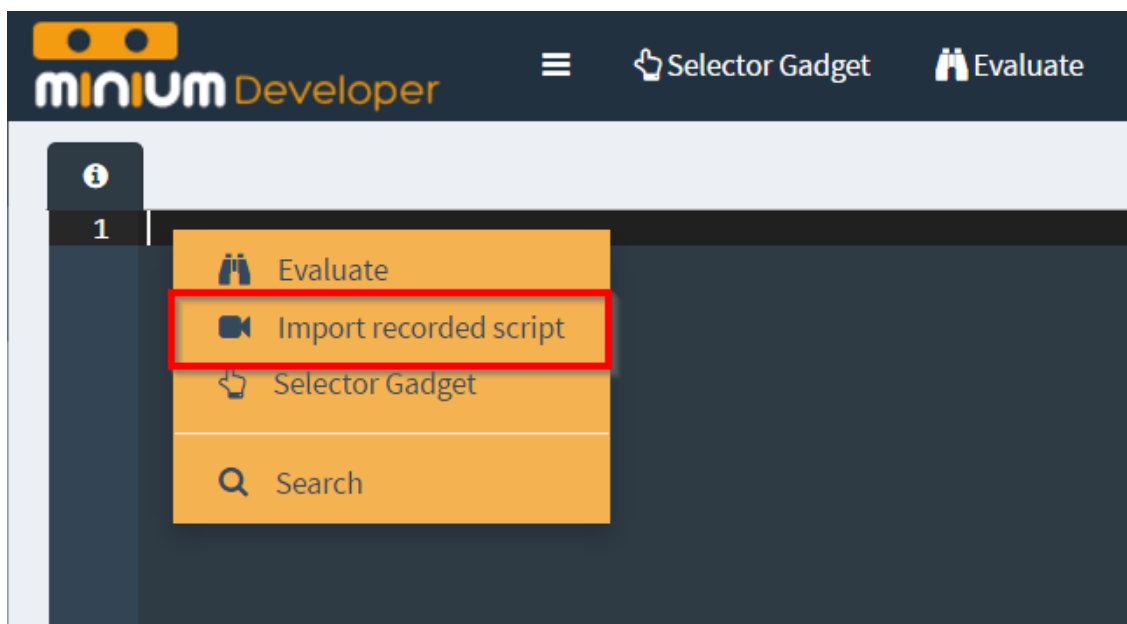 minium Developer
Selector Gadget
Evaluate
1
Evaluate
Import recorded script
Selector Gadget
Search